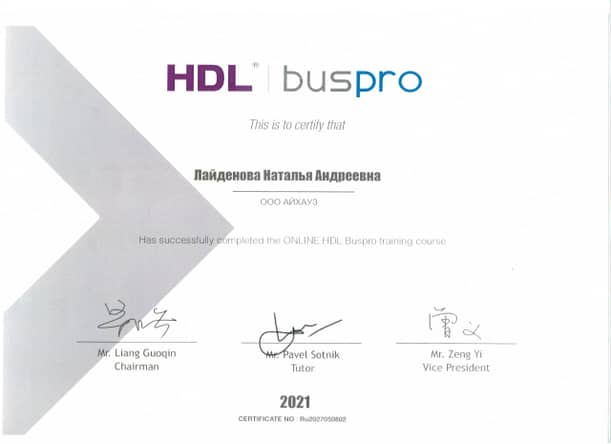 HDL® | buspro
This is to certify that
Лайденова Наталья Андреевна
ООО АЙХАУЗ
Has successfully completed the ONLINE HDL Buspro training course
Mr. Liang Guoqin Mr. Pavel Sotnik Mr. Zeng Yi
Chairman Tutor Vice President
2021
CERTIFICATE NO : Ru2027050802